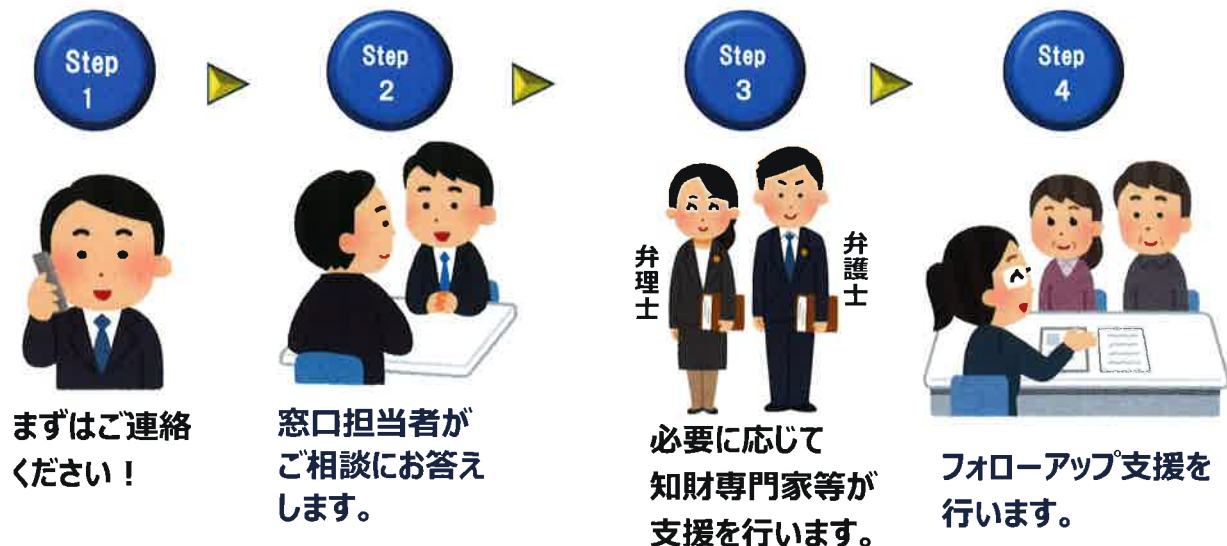 Step
1
Step
2
Step
3
Step
4
弁理士
弁護士
まずはご連絡
ください！
窓口担当者が
ご相談にお答え
します。
必要に応じて
知財専門家等が
支援を行います。
フォローアップ支援を
行います。